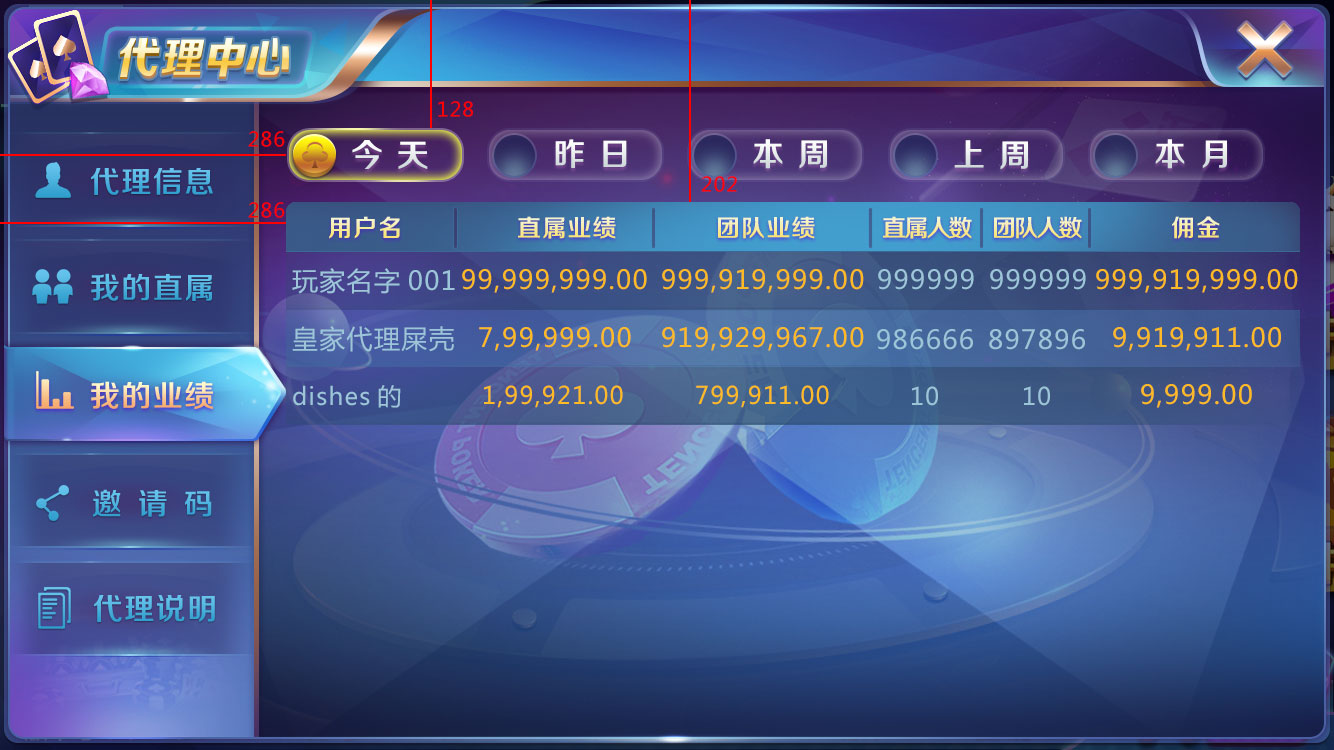 代理中心
128
286 今天 昨日 本周 上周 本月
代理信息
202
286
用户名 直属业绩 团队业绩 直属人数 团队人数 佣金
玩家名字 001 99,999,999.00 999,919,999.00 999999 999999 999,919,999.00
我的直属
皇家代理屎壳 7,99,999.00 919,929,967.00 986666 897896 9,919,911.00
我的业绩
dishes 的 1,99,921.00 799,911.00 10 10 9,999.00
邀请码
代理说明